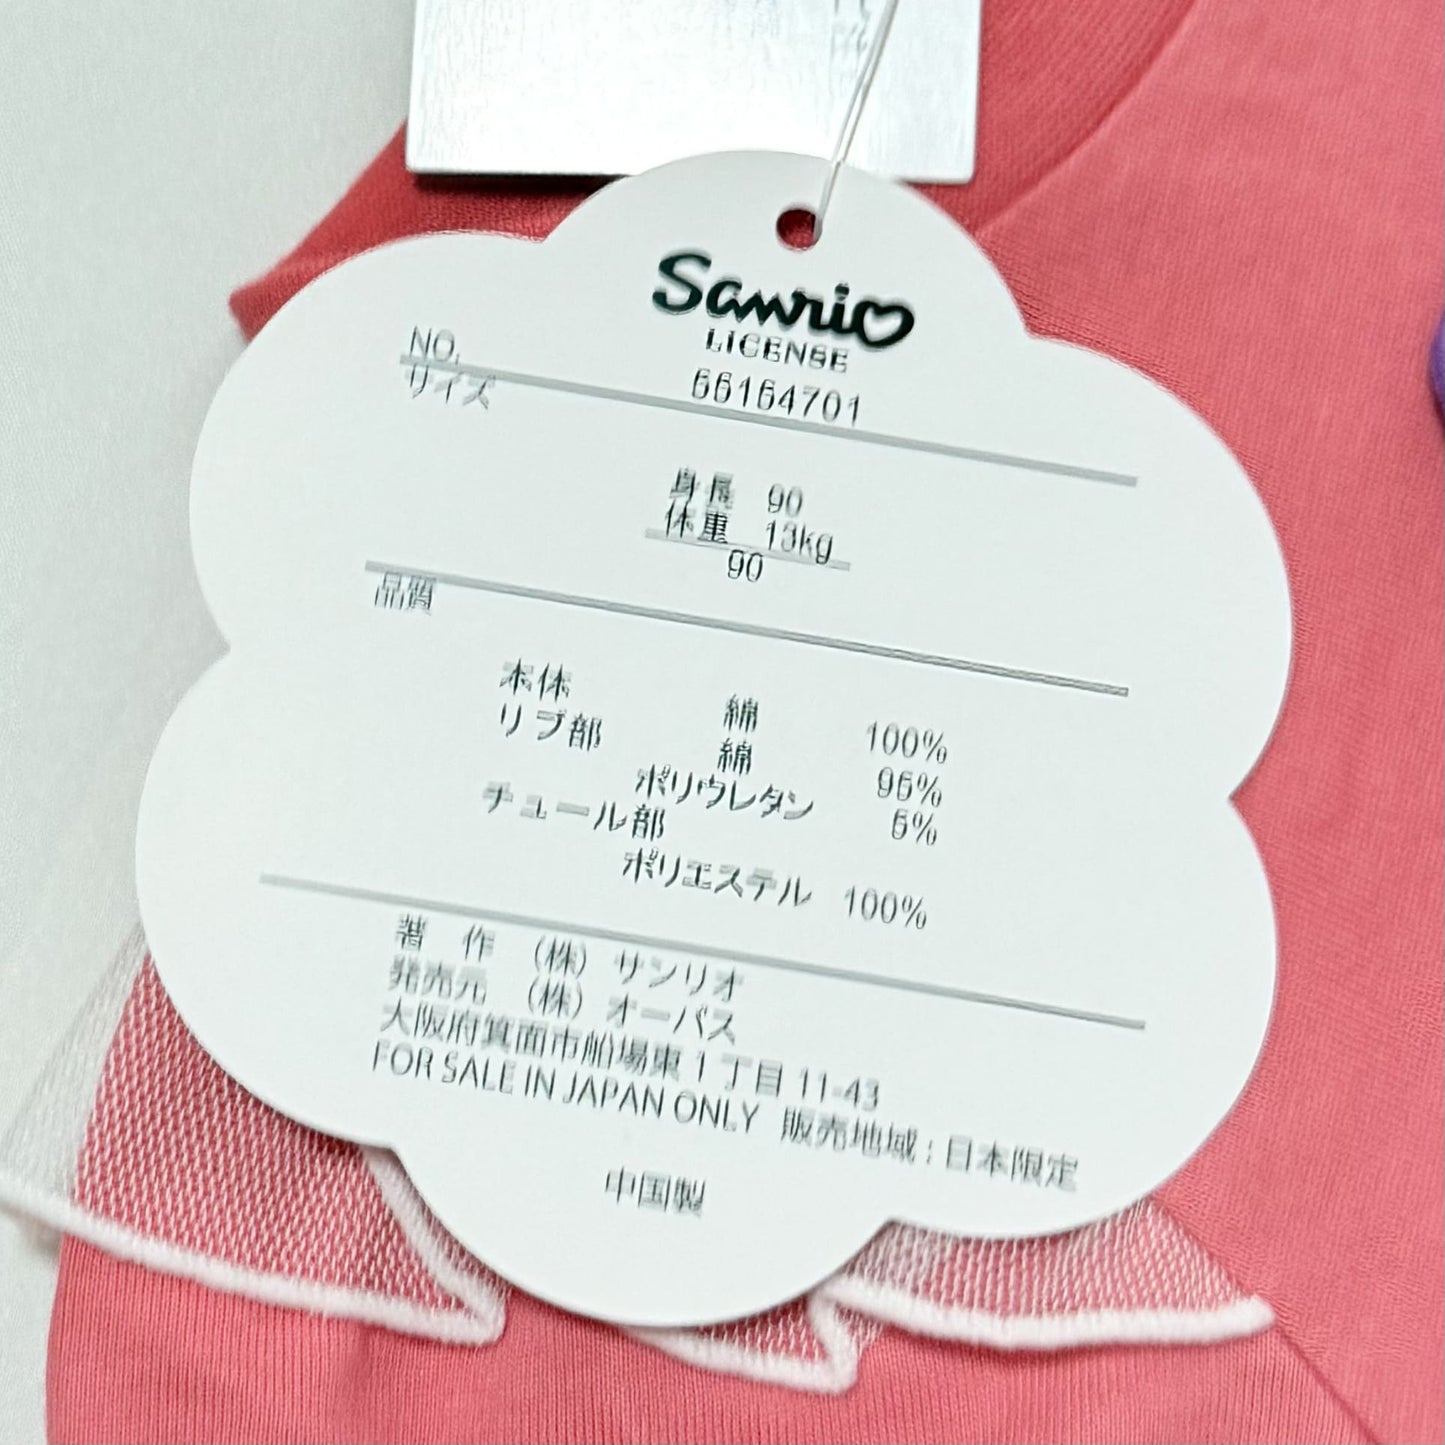 Sanrio
LICENSE
NO. 66164701
サイズ
身長 90
体重 13kg
90
品質
本体 綿 100%
リブ部 綿 95%
ポリウレタン 5%
チュール部
ポリエステル 100%
著 作 (株) サンリオ
発売元 (株) オーバス
大阪府箕面市船場東1丁目11-43
FOR SALE IN JAPAN ONLY 販売地域 : 日本限定
中国製